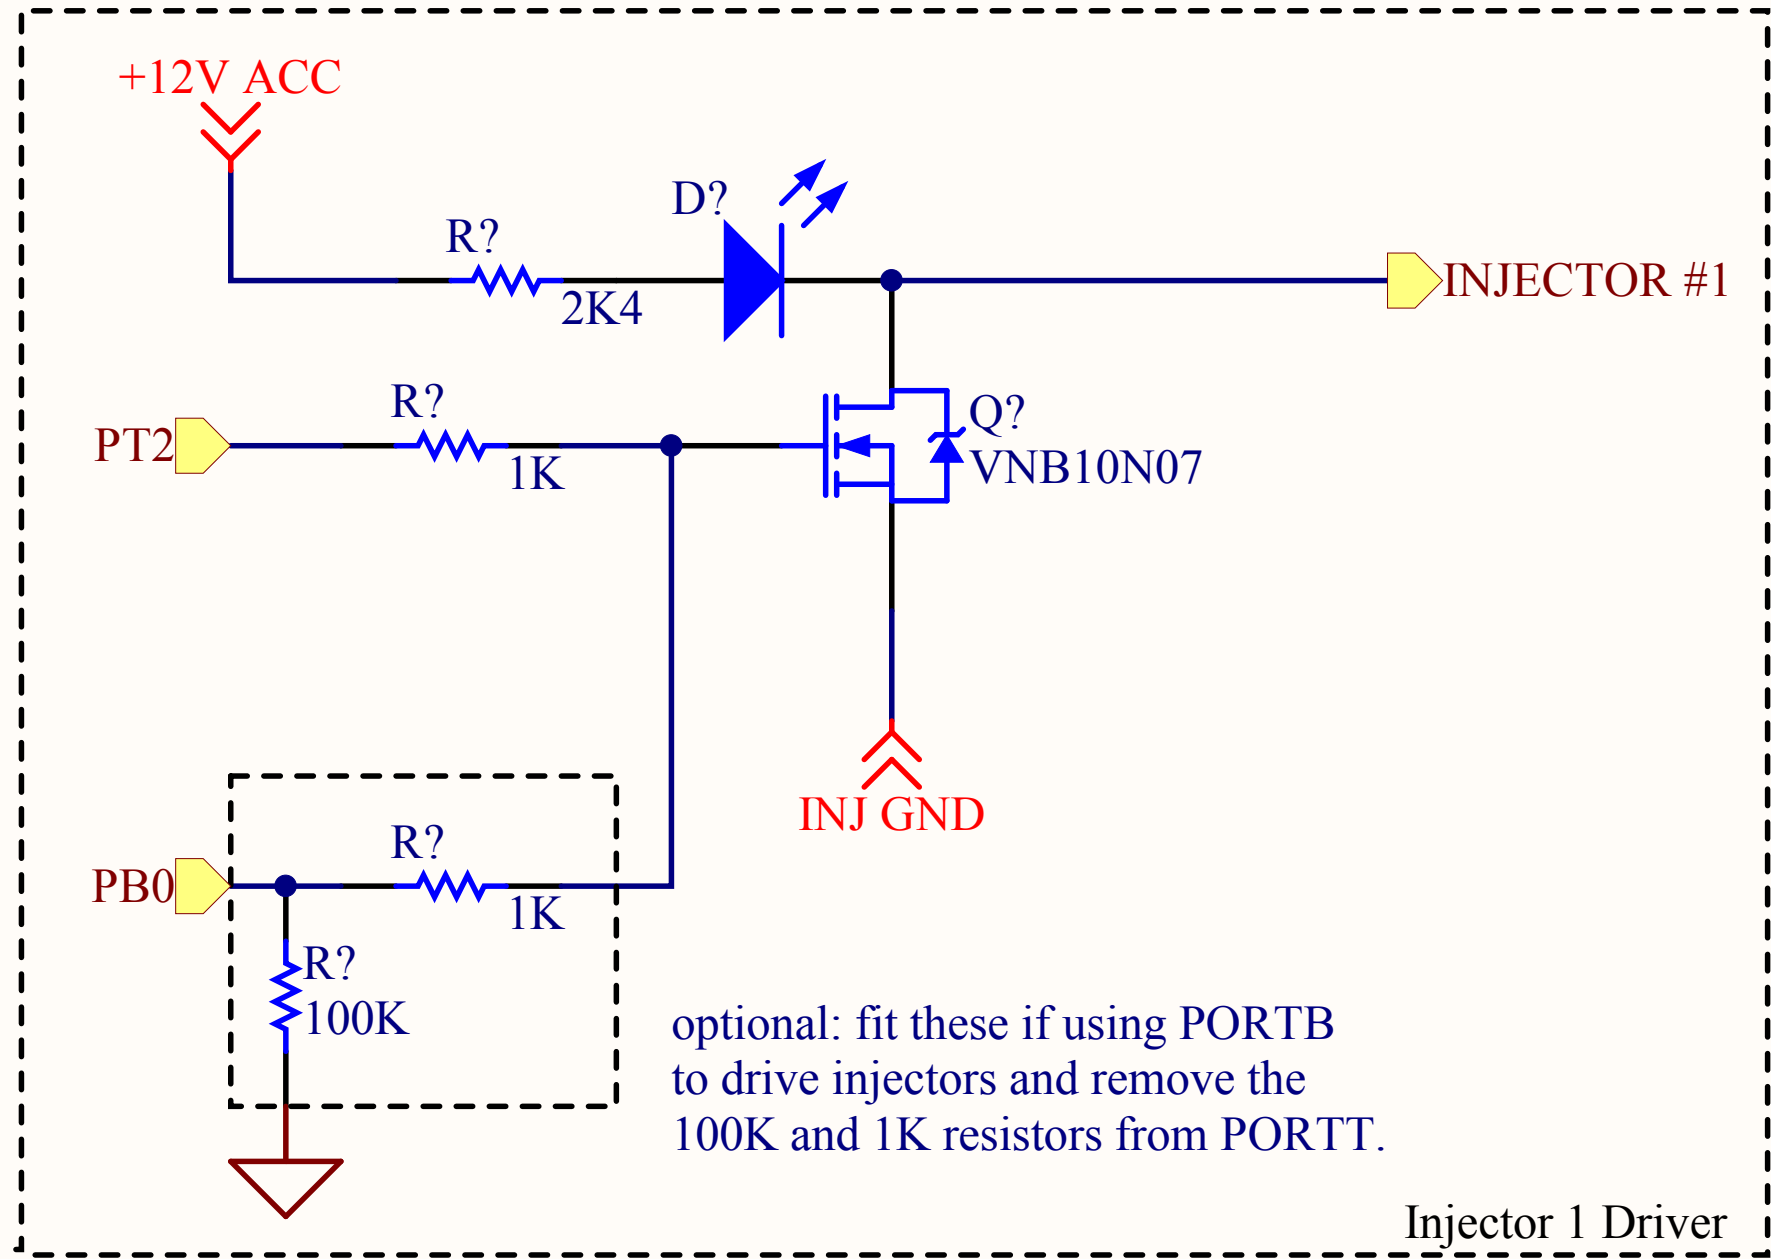 +12V ACC
D?
R?
2K4
INJECTOR #1
R?
PT2
1K
Q?
VNB10N07
INJ GND
R?
PB0
1K
R?
100K
optional: fit these if using PORTB
to drive injectors and remove the
100K and 1K resistors from PORTT.
Injector 1 Driver